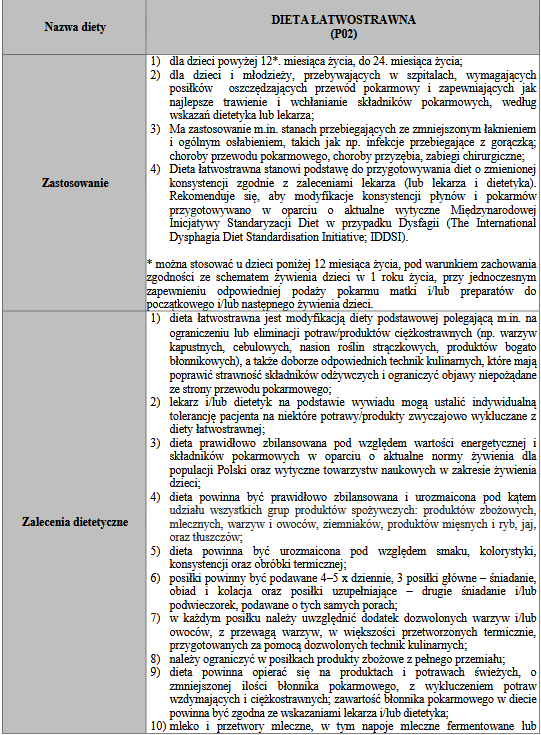 Nazwa diety
DIETA ŁATWOSTRAWNA
(P02)
Zastosowanie
1) dla dzieci powyżej 12*. miesiąca życia, do 24. miesiąca życia;
2) dla dzieci i młodzieży, przebywających w szpitalach, wymagających
posiłków oszczędzających przewód pokarmowy i zapewniających jak
najlepsze trawienie i wchłanianie składników pokarmowych, według
wskazań dietetyka lub lekarza;
3) Ma zastosowanie m.in. stanach przebiegających ze zmniejszonym łaknieniem
i ogólnym osłabieniem, takich jak np. infekcje przebiegające z gorączką;
choroby przewodu pokarmowego, choroby przyzębia, zabiegi chirurgiczne;
4) Dieta łatwostrawna stanowi podstawę do przygotowywania diet o zmienionej
konsystencji zgodnie z zaleceniami lekarza (lub lekarza i dietetyka).
Rekomenduje się, aby modyfikacje konsystencji płynów i pokarmów
przygotowywano w oparciu o aktualne wytyczne Międzynarodowej
Inicjatywy Standaryzacji Diet w przypadku Dysfagii (The International
Dysphagia Diet Standardisation Initiative; IDDSI).
* można stosować u dzieci poniżej 12 miesiąca życia, pod warunkiem zachowania
zgodności ze schematem żywienia dzieci w 1 roku życia, przy jednoczesnym
zapewnieniu odpowiedniej podaży pokarmu matki i/lub preparatów do
początkowego i/lub następnego żywienia dzieci.
Zalecenia dietetyczne
1) dieta łatwostrawna jest modyfikacją diety podstawowej polegającą m.in. na
ograniczeniu lub eliminacji potraw/produktów ciężkostrawnych (np. warzyw
kapustnych, cebulowych, nasion roślin strączkowych, produktów bogato
błonnikowych), a także doborze odpowiednich technik kulinarnych, które mają
poprawić strawność składników odżywczych i ograniczyć objawy niepożądane
ze strony przewodu pokarmowego;
2) lekarz i/lub dietetyk na podstawie wywiadu mogą ustalić indywidualną
tolerancję pacjenta na niektóre potrawy/produkty zwyczajowo wykluczane z
diety łatwostrawnej;
3) dieta prawidłowo zbilansowana pod względem wartości energetycznej i
składników pokarmowych w oparciu o aktualne normy żywienia dla
populacji Polski oraz wytyczne towarzystw naukowych w zakresie żywienia
dzieci;
4) dieta powinna być prawidłowo zbilansowana i urozmaicona pod kątem
udziału wszystkich grup produktów spożywczych: produktów zbożowych,
mlecznych, warzyw i owoców, ziemniaków, produktów mięsnych i ryb, jaj,
oraz tłuszczów;
5) dieta powinna być urozmaicona pod względem smaku, kolorystyki,
konsystencji oraz obróbki termicznej;
6) posiłki powinny być podawane 4–5 x dziennie, 3 posiłki główne – śniadanie,
obiad i kolacja oraz posiłki uzupełniające – drugie śniadanie i/lub
podwieczorek, podawane o tych samych porach;
7) w każdym posiłku należy uwzględnić dodatek dozwolonych warzyw i/lub
owoców, z przewagą warzyw, w większości przetworzonych termicznie,
przygotowanych za pomocą dozwolonych technik kulinarnych;
8) należy ograniczyć w posiłkach produkty zbożowe z pełnego przemiału;
9) dieta powinna opierać się na produktach i potrawach świeżych, o
zmniejszonej ilości błonnika pokarmowego, z wykluczeniem potraw
wzdymających i ciężkostrawnych; zawartość błonnika pokarmowego w diecie
powinna być zgodna ze wskazaniami lekarza i/lub dietetyka;
10) mleko i przetwory mleczne, w tym napoje mleczne fermentowane lub